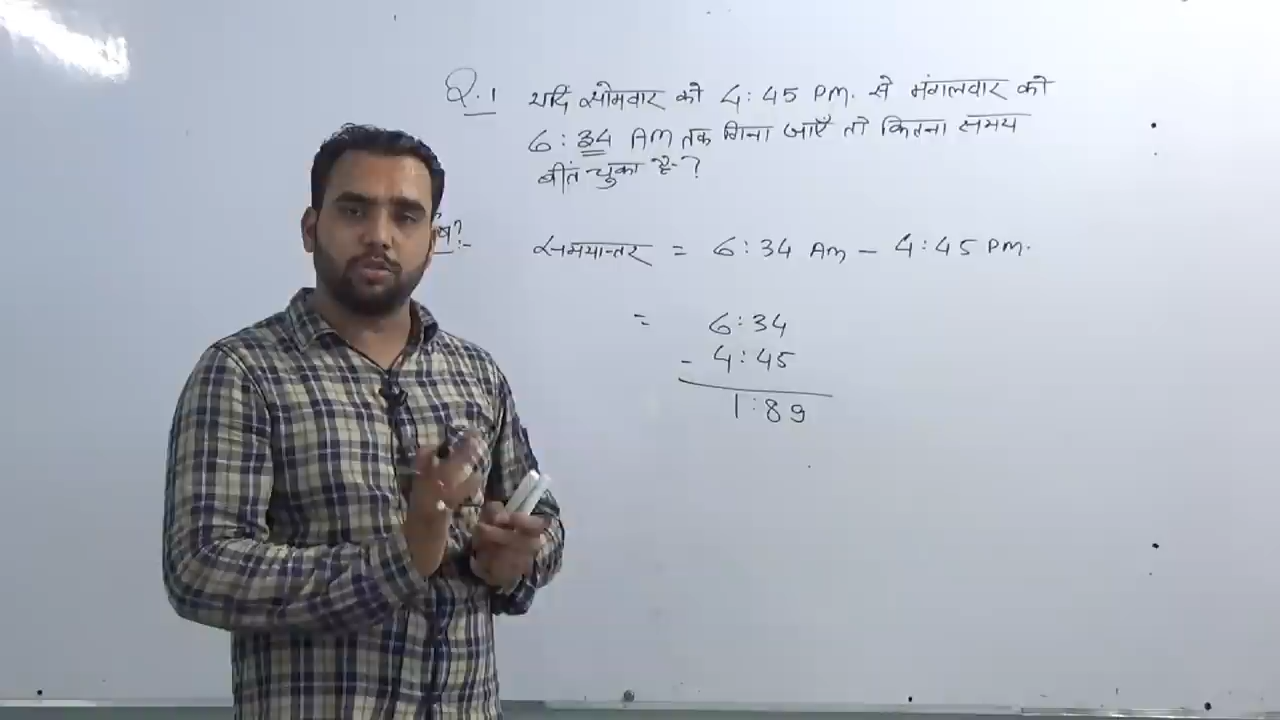 Q.1 यदि सोमवार को 4:45 PM. से मंगलवार को
6:34 AM तक गिना जाएँ तो कितना समय
बीत चुका है-?
समयान्तर = 6:34 Am - 4:45 Pm.
= 6:34
- 4:45
1:89